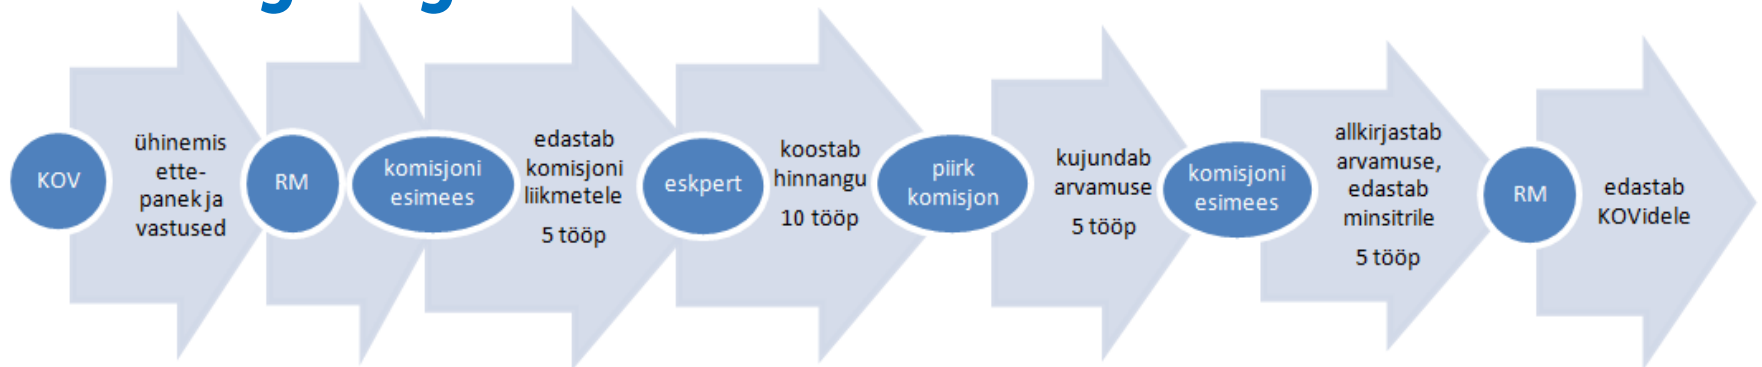 KOV
ühinemis
ette-
panek ja
vastused
RM
komisjoni
esimees
edastab
komisjoni
liikmetele
5 tööp
eskpert
koostab
hinnangu
10 tööp
piirk
komisjon
kujundab
arvamuse
5 tööp
komisjoni
esimees
allkirjastab
arvamuse,
edastab
minsitrile
5 tööp
RM
edastab
KOVidele